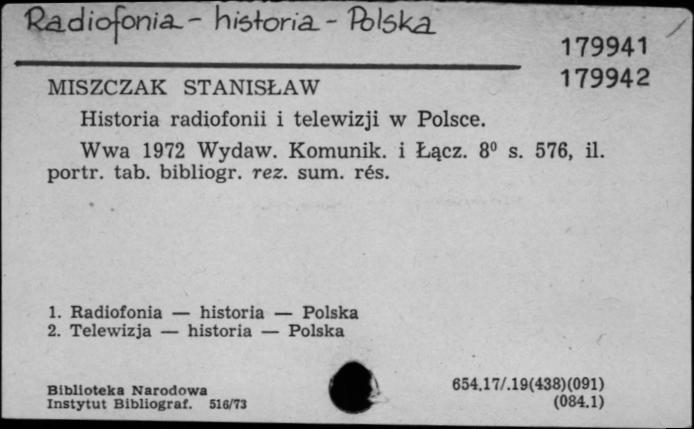 Radiofonia - historia - Polska
179941
179942
MISZCZAK STANISŁAW
Historia radiofonii i telewizji w Polsce.
Wwa 1972 Wydaw. Komunik. i Łącz. 8⁰ s. 576, il.
portr. tab. bibliogr. rez. sum. rés.
1. Radiofonia — historia — Polska
2. Telewizja — historia — Polska
Biblioteka Narodowa
Instytut Bibliograf. 516/73
654.17/.19(438)(091)
(084.1)